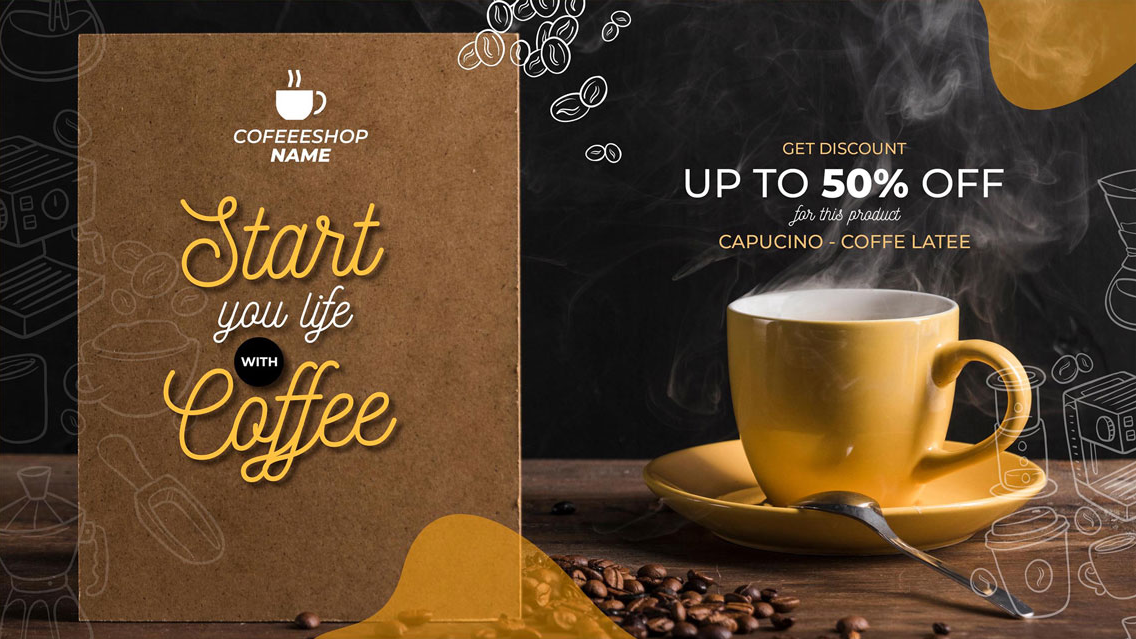 COFEEESHOP
NAME
Start
you life
WITH
Coffee
GET DISCOUNT
UP TO 50% OFF
for this product
CAPUCINO - COFFE LATEE